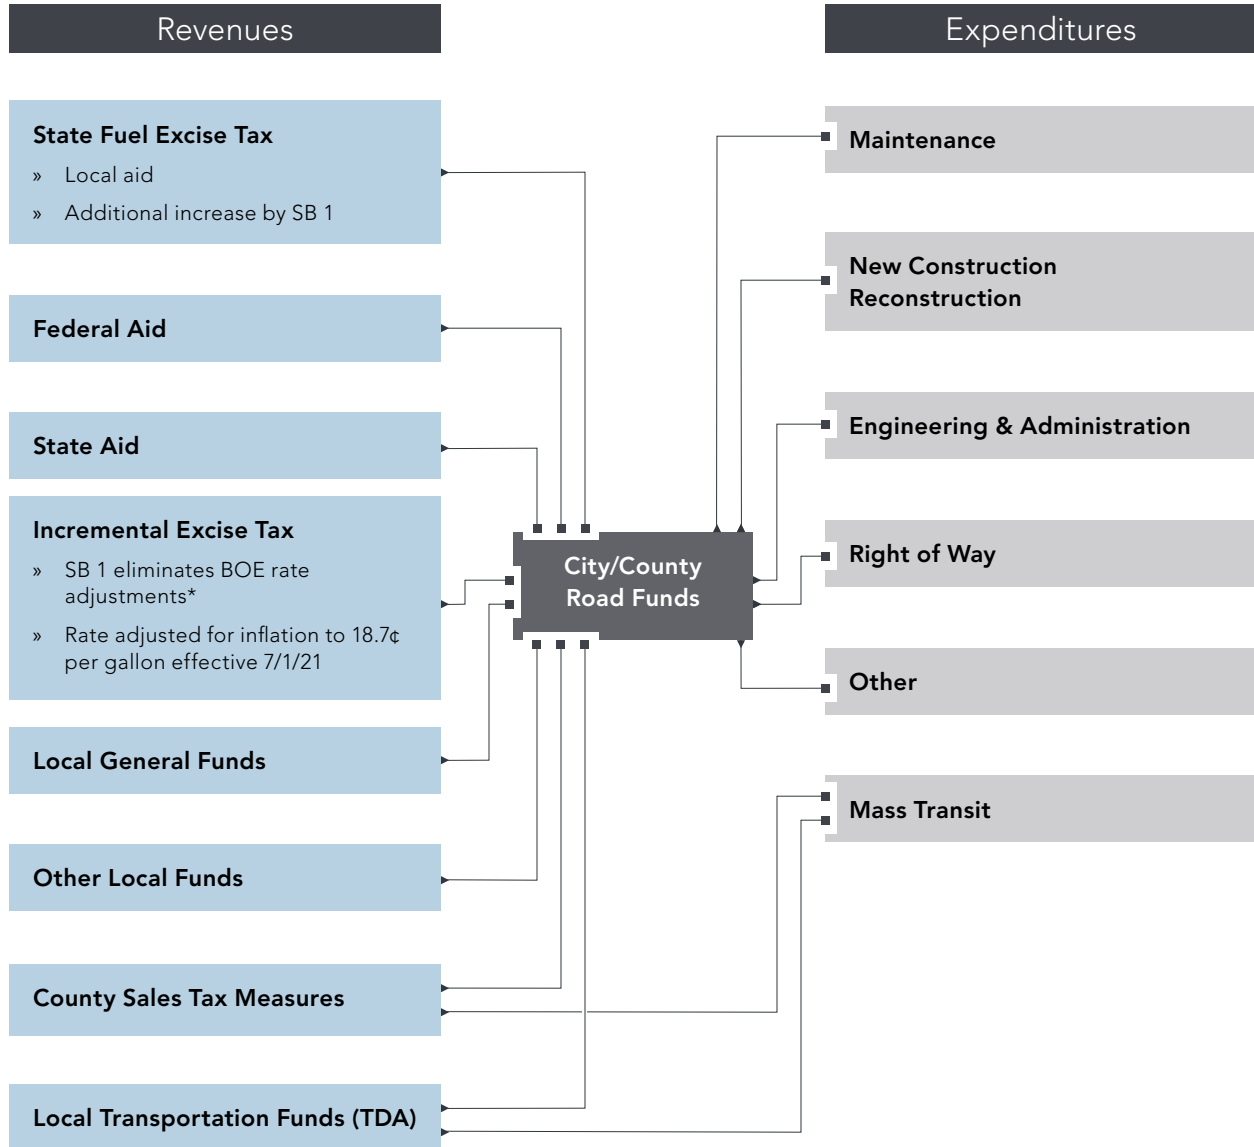 Revenues
State Fuel Excise Tax
» Local aid
» Additional increase by SB 1
Federal Aid
State Aid
Incremental Excise Tax
» SB 1 eliminates BOE rate
adjustments*
» Rate adjusted for inflation to 18.7¢
per gallon effective 7/1/21
Local General Funds
Other Local Funds
County Sales Tax Measures
Local Transportation Funds (TDA)
City/County
Road Funds
Expenditures
Maintenance
New Construction
Reconstruction
Engineering & Administration
Right of Way
Other
Mass Transit